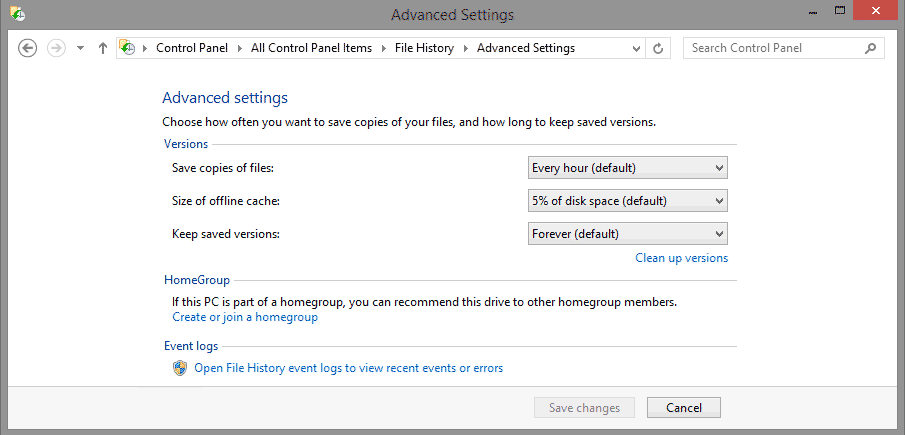 Advanced Settings
Control Panel
All Control Panel Items
File History
Advanced Settings
Search Control Panel
Advanced settings
Choose how often you want to save copies of your files, and how long to keep saved versions.
Versions
Save copies of files: Every hour (default)
Size of offline cache: 5% of disk space (default)
Keep saved versions: Forever (default)
Clean up versions
HomeGroup
If this PC is part of a homegroup, you can recommend this drive to other homegroup members.
Create or join a homegroup
Event logs
Open File History event logs to view recent events or errors
Save changes Cancel